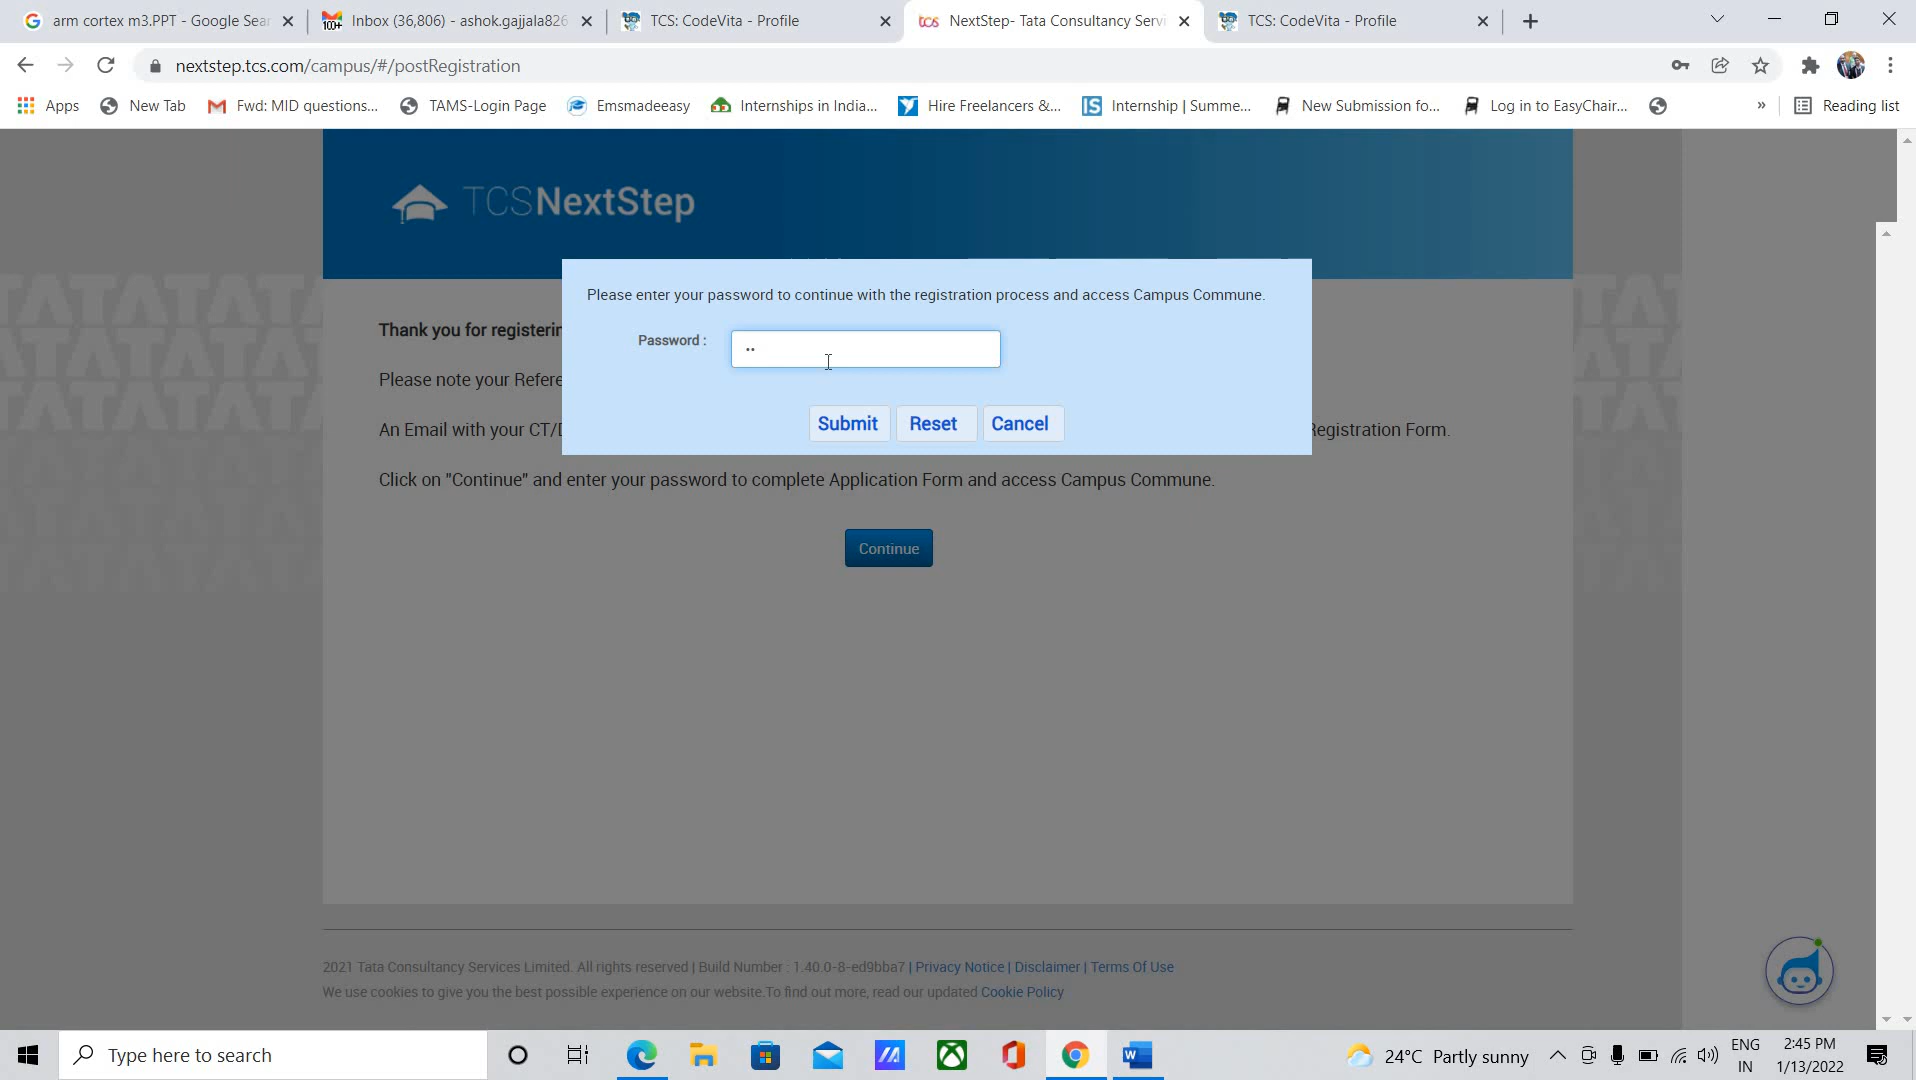 arm cortex m3.PPT - Google Sear
Inbox (36,806) - ashok.gajjala826
TCS: CodeVita - Profile
tcs NextStep- Tata Consultancy Servi
TCS: CodeVita - Profile
nextstep.tcs.com/campus/#/postRegistration
Apps
New Tab
Fwd: MID questions...
TAMS-Login Page
Emsmadeeasy
Internships in India...
Hire Freelancers &...
IS Internship | Summe...
New Submission fo...
Log in to EasyChair...
»
Reading list
TCSNextStep
Please enter your password to continue with the registration process and access Campus Commune.
Thank you for registerin
Password :
Please note your Refere
Submit Reset Cancel
An Email with your CT/D
Registration Form.
Click on "Continue" and enter your password to complete Application Form and access Campus Commune.
Continue
2021 Tata Consultancy Services Limited. All rights reserved | Build Number : 1.40.0-8-ed9bba7 | Privacy Notice | Disclaimer | Terms Of Use
We use cookies to give you the best possible experience on our website.To find out more, read our updated Cookie Policy
Type here to search
24°C Partly sunny
ENG
IN
2:45 PM
1/13/2022